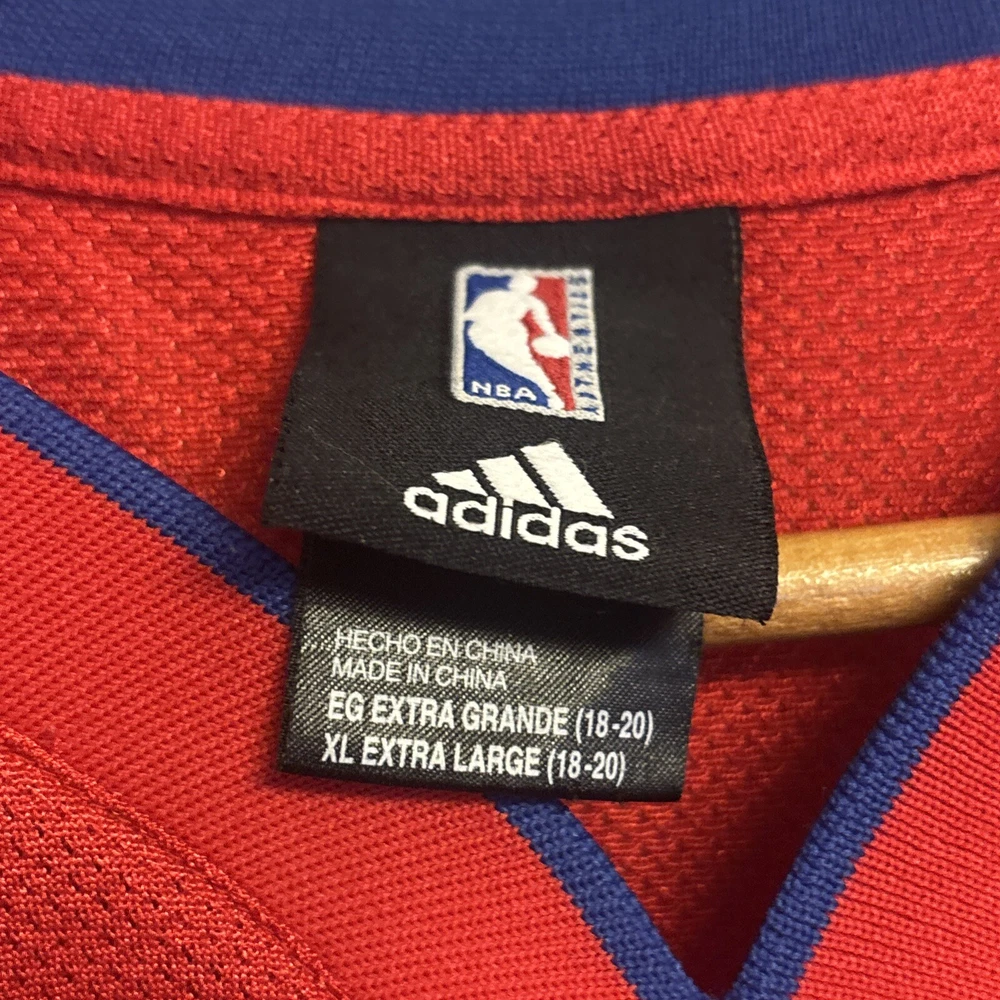 NBA
AUTHENTICS
adidas
HECHO EN CHINA
MADE IN CHINA
EG EXTRA GRANDE (18-20)
XL EXTRA LARGE (18-20)